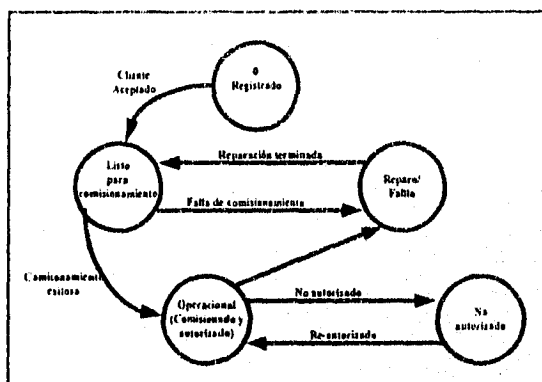 0
Registrado
Cliente
Aceptado
Listo
para
comisionamiento
Reparación terminada
Reparo/
Fallla
Falla de comisionamiento
Comisionamiento
exitoso
Operacional
(Comisionado y
autorizado)
No autorizado
No
autorizado
Re-autorizado